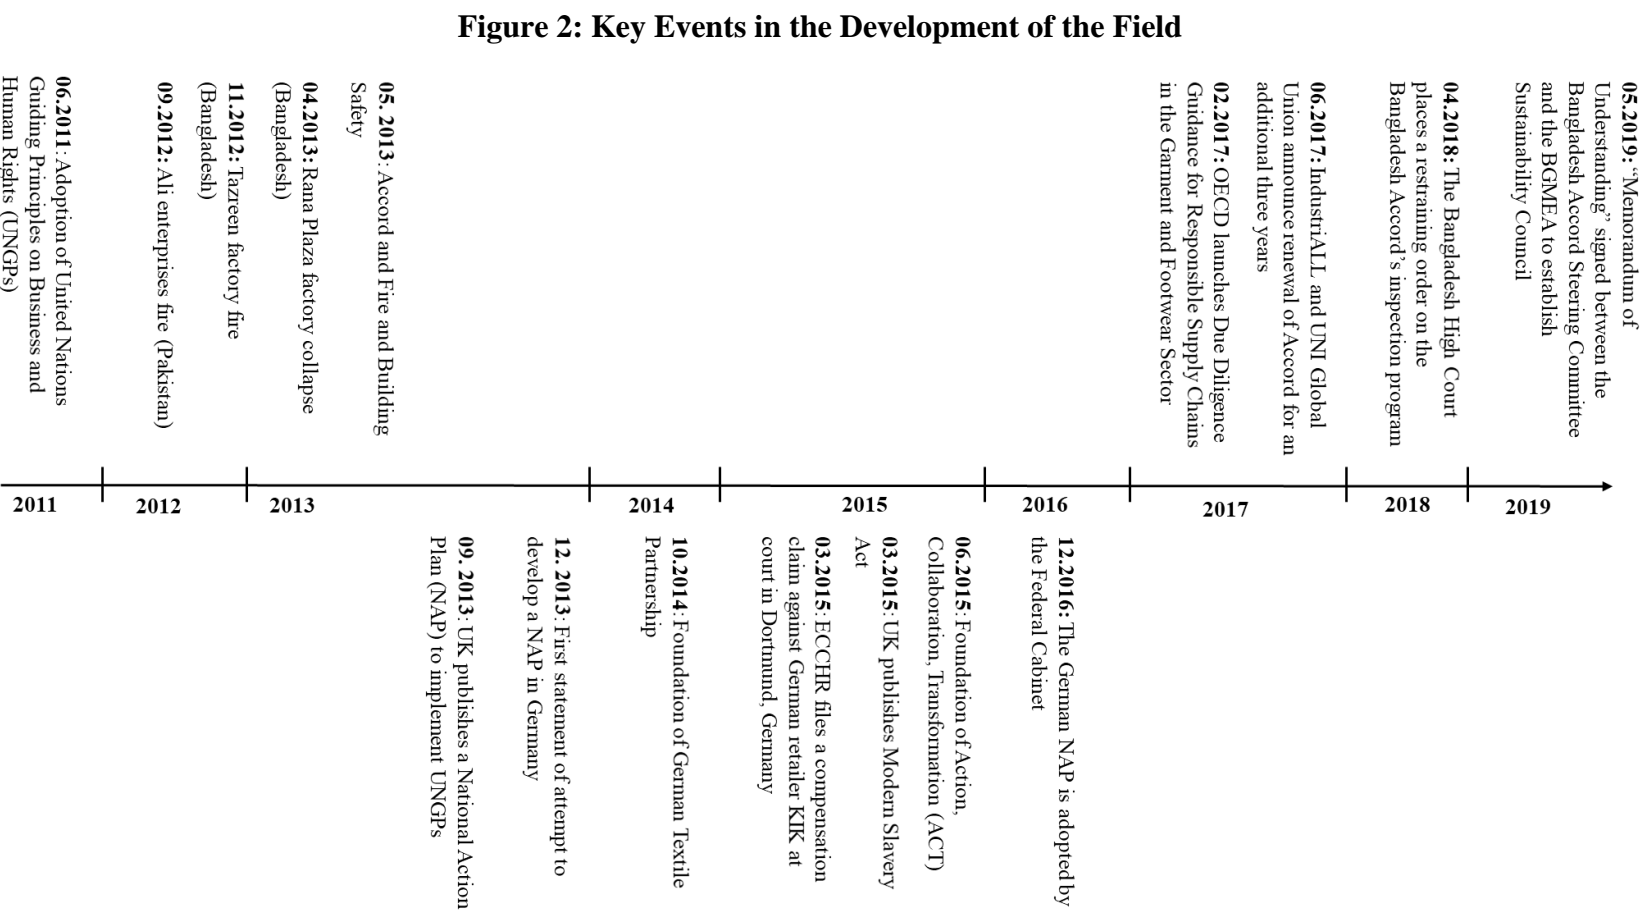 Figure 2: Key Events in the Development of the Field
06.2011: Adoption of United Nations
Guiding Principles on Business and
Human Rights (UNGPs)
09.2012: Ali enterprises fire (Pakistan)
11.2012: Tazreen factory fire
(Bangladesh)
04.2013: Rana Plaza factory collapse
(Bangladesh)
05. 2013: Accord and Fire and Building
Safety
02.2017: OECD launches Due Diligence
Guidance for Responsible Supply Chains
in the Garment and Footwear Sector
06.2017: IndustriALL and UNI Global
Union announce renewal of Accord for an
additional three years
04.2018: The Bangladesh High Court
places a restraining order on the
Bangladesh Accord's inspection program
05.2019: “Memorandum of
Understanding” signed between the
Bangladesh Accord Steering Committee
and the BGMEA to establish
Sustainability Council
2011
2012
2013
2014
2015
2016
2017
2018
2019
09. 2013: UK publishes a National Action
Plan (NAP) to implement UNGPs
12. 2013: First statement of attempt to
develop a NAP in Germany
10.2014: Foundation of German Textile
Partnership
03.2015: ECCHR files a compensation
claim against German retailer KIK at
court in Dortmund, Germany
03.2015: UK publishes Modern Slavery
Act
06.2015: Foundation of Action,
Collaboration, Transformation (ACT)
12.2016: The German NAP is adopted by
the Federal Cabinet